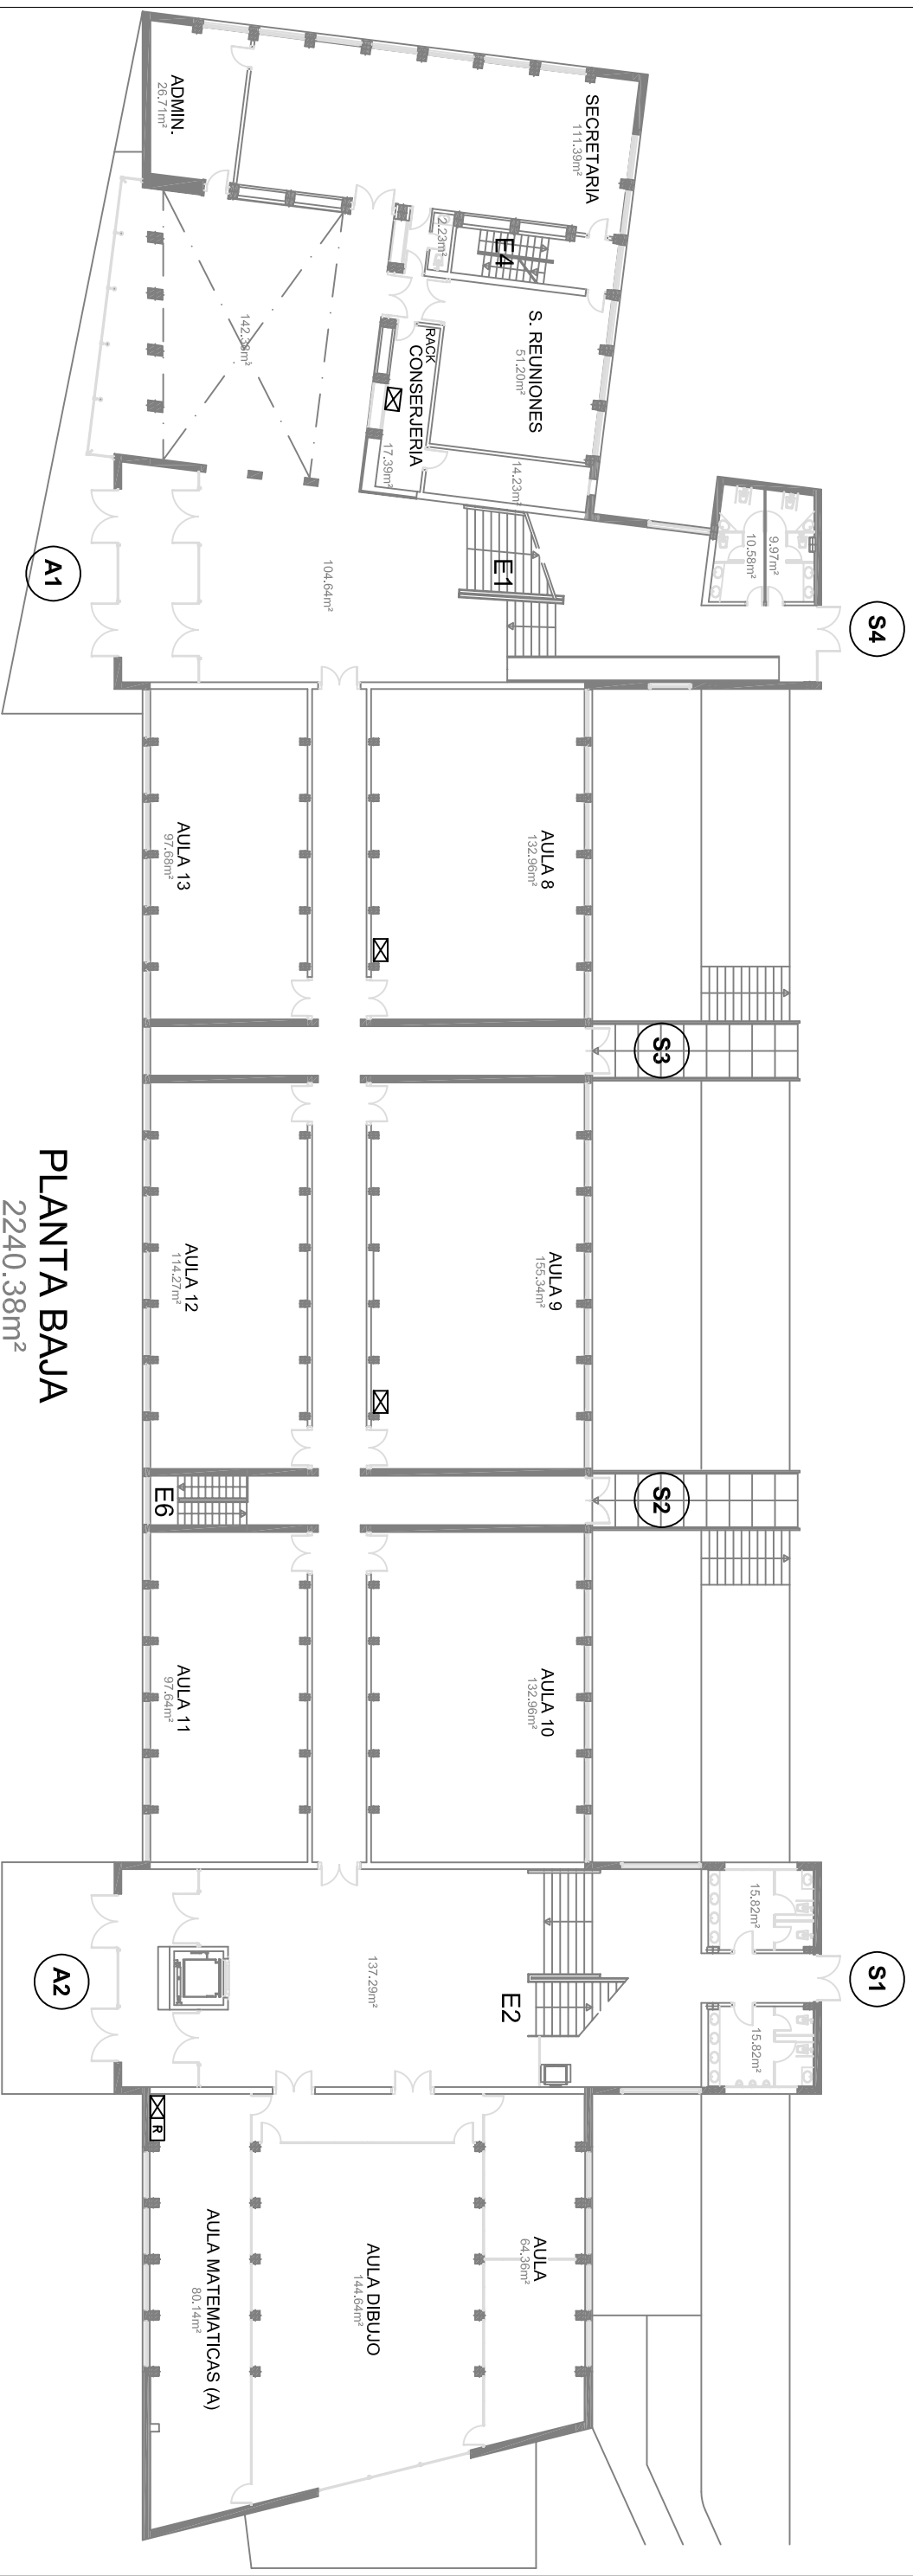 ADMIN.
26.71m²
SECRETARIA
111.39m²
2.23m²
E4
S. REUNIONES
51.20m²
RACK
CONSERJERIA
17.39m²
14.23m²
9.97m²
10.58m²
S4
E1
104.64m²
A1
AULA 13
97.68m²
AULA 8
132.96m²
S3
AULA 12
114.27m²
AULA 9
155.34m²
PLANTA BAJA
2240.38m²
S2
E6
AULA 11
97.64m²
AULA 10
132.96m²
15.82m²
S1
15.82m²
137.29m²
E2
A2
R
AULA MATEMATICAS (A)
80.14m²
AULA DIBUJO
144.64m²
AULA
64.36m²